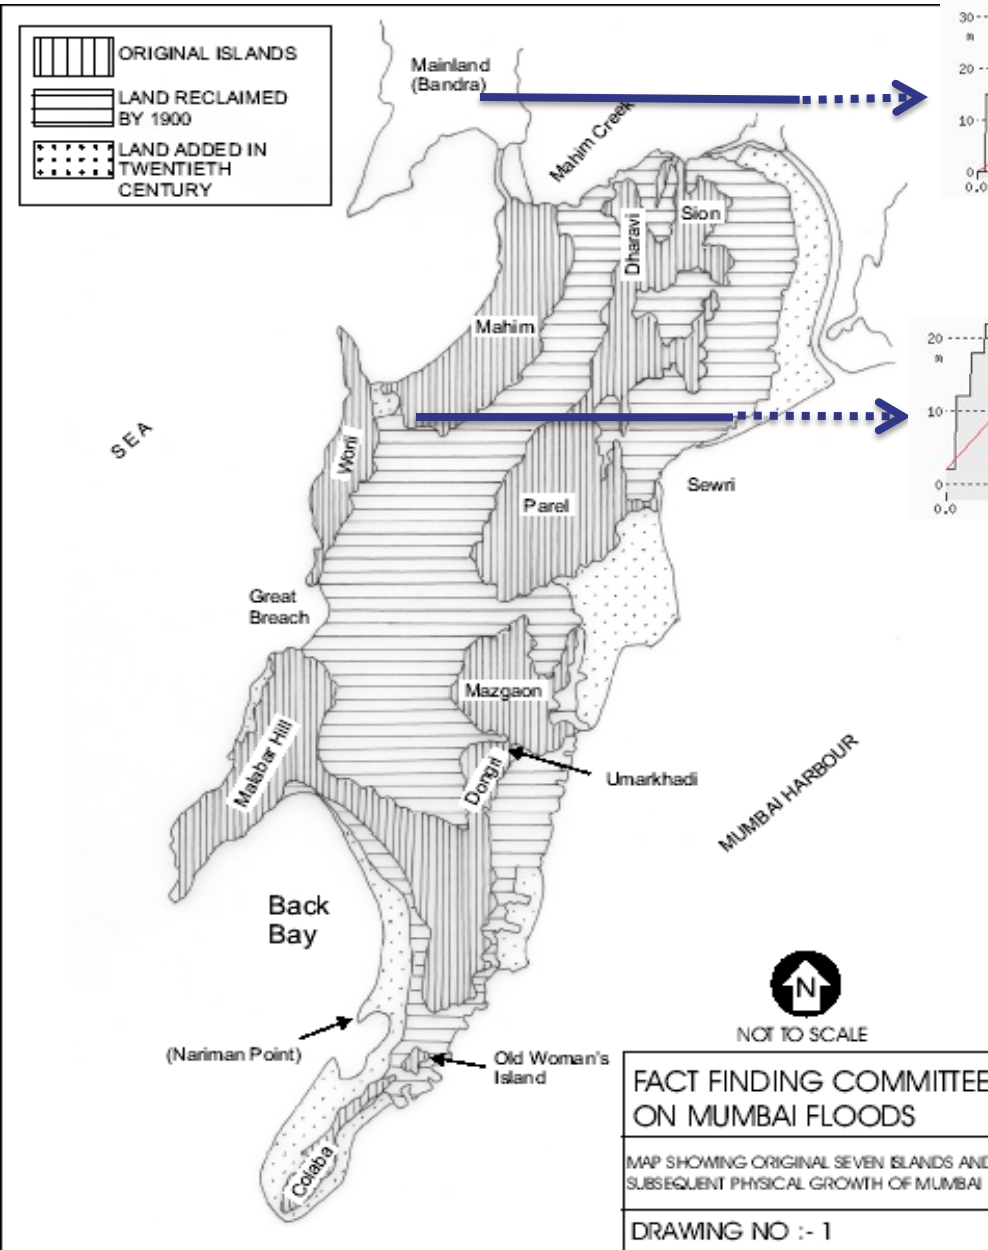 ORIGINAL ISLANDS
LAND RECLAIMED
BY 1900
LAND ADDED IN
TWENTIETH
CENTURY
Mainland
(Bandra)
Mahim Creek
30
m
20
10
0
0.0
Sion
Dharavi
Mahim
20
m
10
0
0.0
SEA
Worli
Sewri
Parel
Great
Breach
Mazgaon
Malabar Hill
Dongri
Umarkhadi
MUMBAI HARBOUR
Back
Bay
N
NOT TO SCALE
(Nariman Point)
Old Woman's
Island
Colaba
FACT FINDING COMMITTEE
ON MUMBAI FLOODS
MAP SHOWING ORIGINAL SEVEN ISLANDS AND
SUBSEQUENT PHYSICAL GROWTH OF MUMBAI
DRAWING NO :- 1